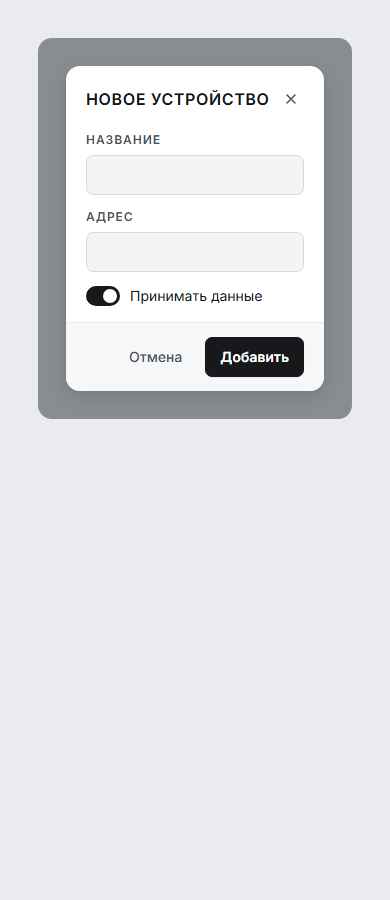 НОВОЕ УСТРОЙСТВО
НАЗВАНИЕ
АДРЕС
Принимать данные
Отмена
Добавить